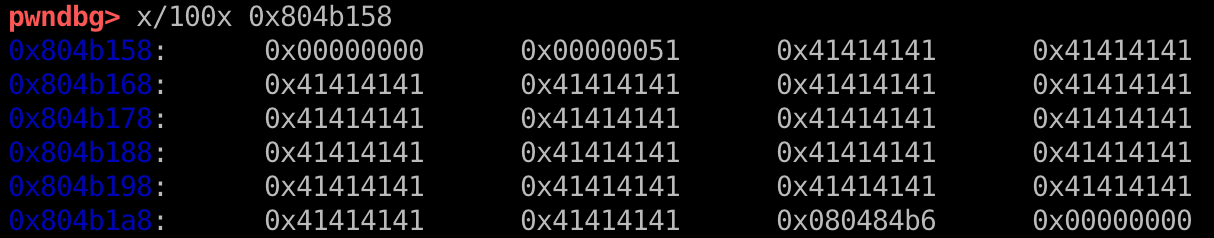 pwndbg> x/100x 0x804b158
0x804b158: 0x00000000 0x00000051 0x41414141 0x41414141
0x804b168: 0x41414141 0x41414141 0x41414141 0x41414141
0x804b178: 0x41414141 0x41414141 0x41414141 0x41414141
0x804b188: 0x41414141 0x41414141 0x41414141 0x41414141
0x804b198: 0x41414141 0x41414141 0x41414141 0x41414141
0x804b1a8: 0x41414141 0x41414141 0x080484b6 0x00000000